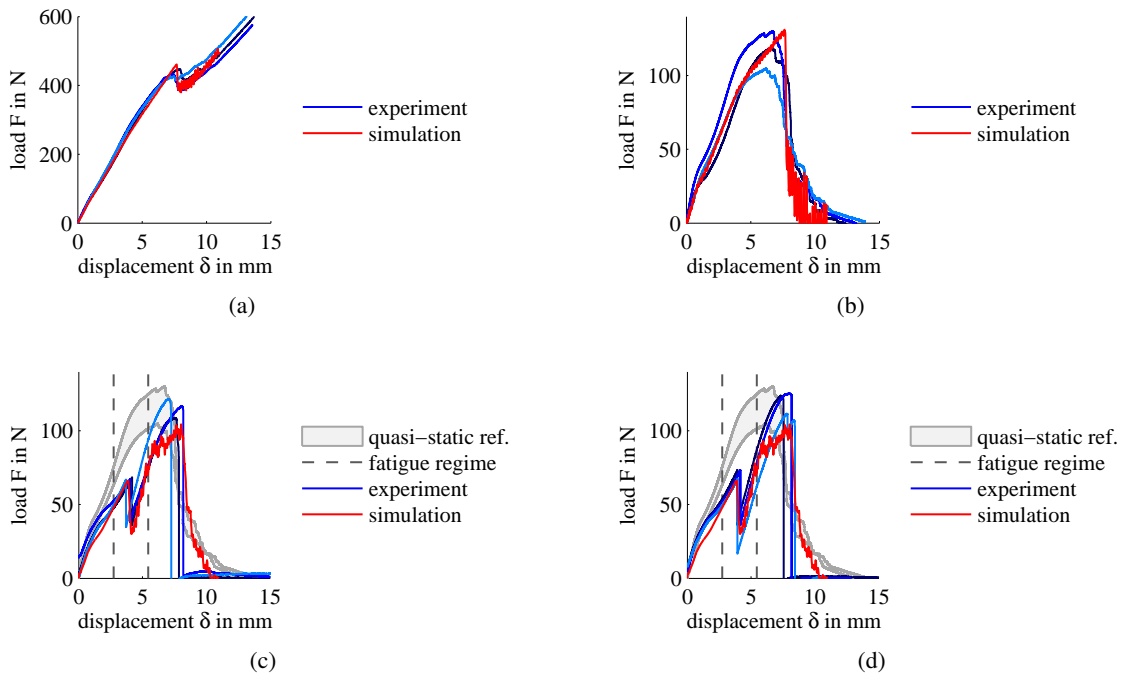 600
400
200
0
load F in N
0 5 10 15
displacement δ in mm
experiment
simulation
(a)
100
50
0
load F in N
0 5 10 15
displacement δ in mm
experiment
simulation
(b)
100
50
0
load F in N
0 5 10 15
displacement δ in mm
quasi−static ref.
fatigue regime
experiment
simulation
(c)
100
50
0
load F in N
0 5 10 15
displacement δ in mm
quasi−static ref.
fatigue regime
experiment
simulation
(d)